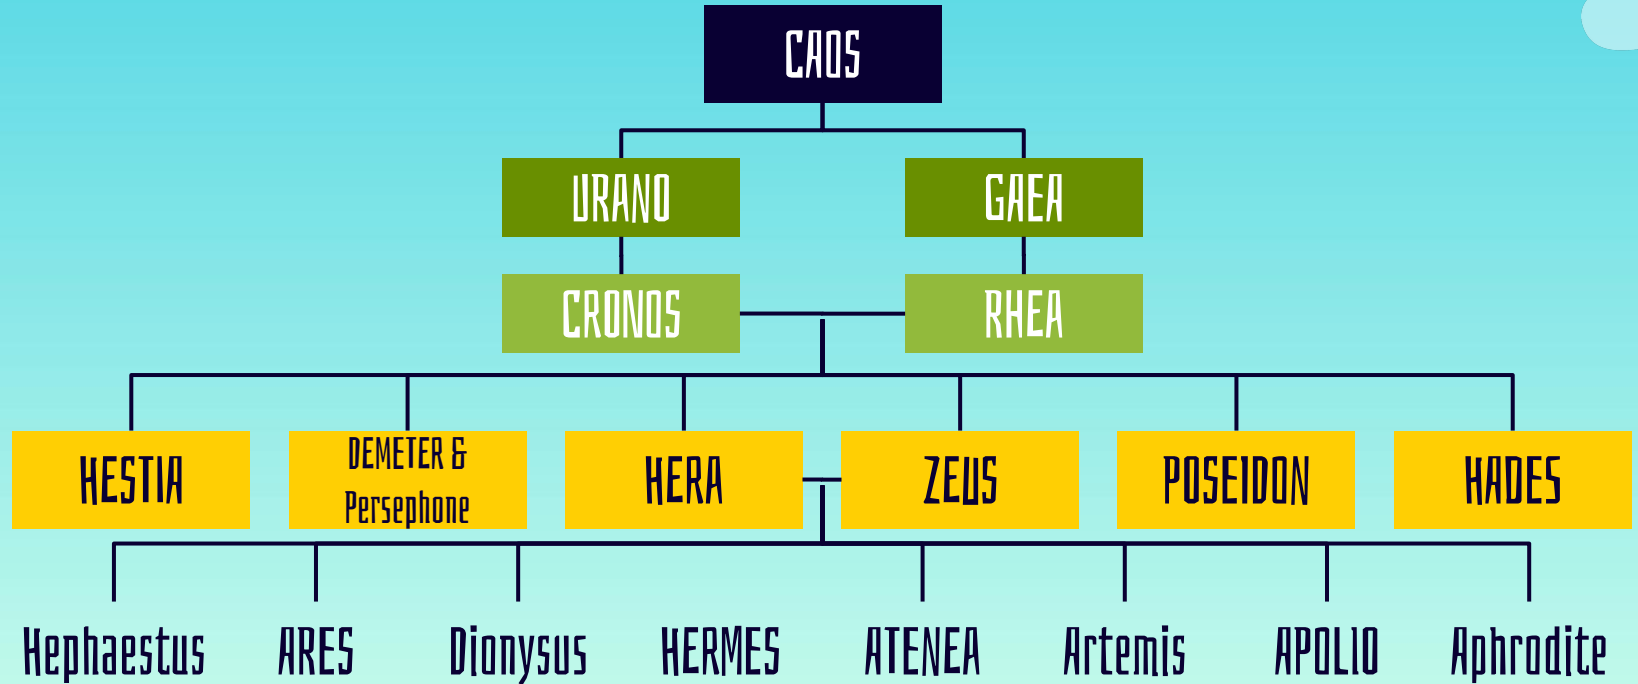 CAOS
URANO
GAEA
CRONOS
RHEA
HESTIA
DEMETER &
Persephone
HERA
ZEUS
POSEIDON
HADES
Hephaestus
ARES
Dionysus
HERMES
ATENEA
Artemis
APOLlO
Aphrodite